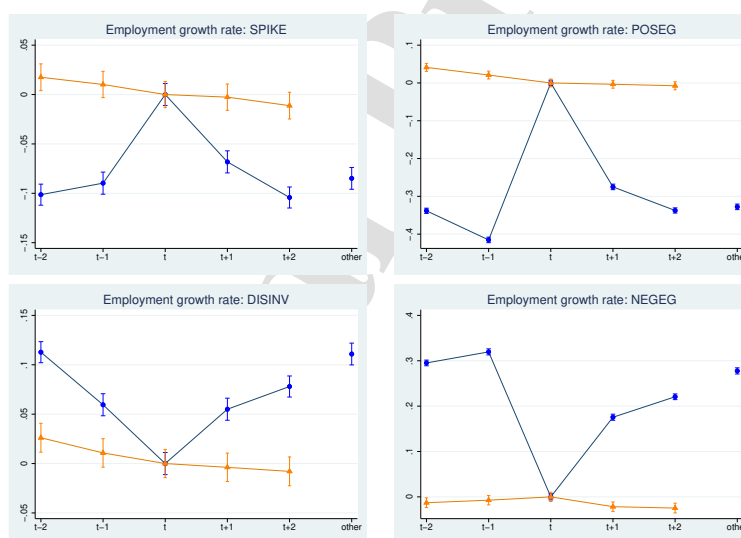 Employment growth rate: SPIKE
.05
0
-.05
-.1
-.15
t-2 t-1 t t+1 t+2 other
Employment growth rate: POSEG
.1
0
-.1
-.2
-.3
-.4
t-2 t-1 t t+1 t+2 other
Employment growth rate: DISINV
.15
.1
.05
0
-.05
t-2 t-1 t t+1 t+2 other
Employment growth rate: NEGEG
.4
.3
.2
.1
0
t-2 t-1 t t+1 t+2 other